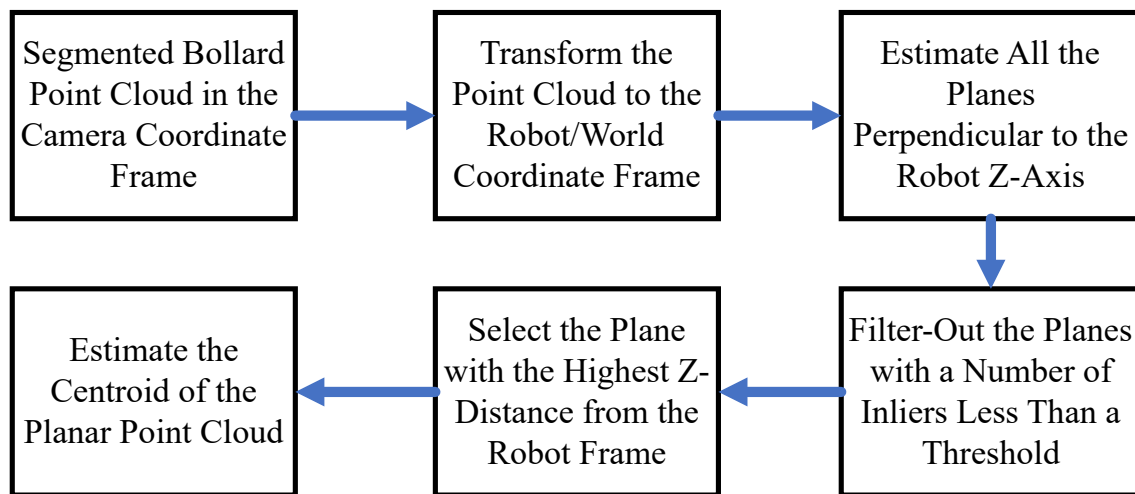 Segmented Bollard
Point Cloud in the
Camera Coordinate
Frame
Transform the
Point Cloud to the
Robot/World
Coordinate Frame
Estimate All the
Planes
Perpendicular to the
Robot Z-Axis
Filter-Out the Planes
with a Number of
Inliers Less Than a
Threshold
Select the Plane
with the Highest Z-
Distance from the
Robot Frame
Estimate the
Centroid of the
Planar Point Cloud